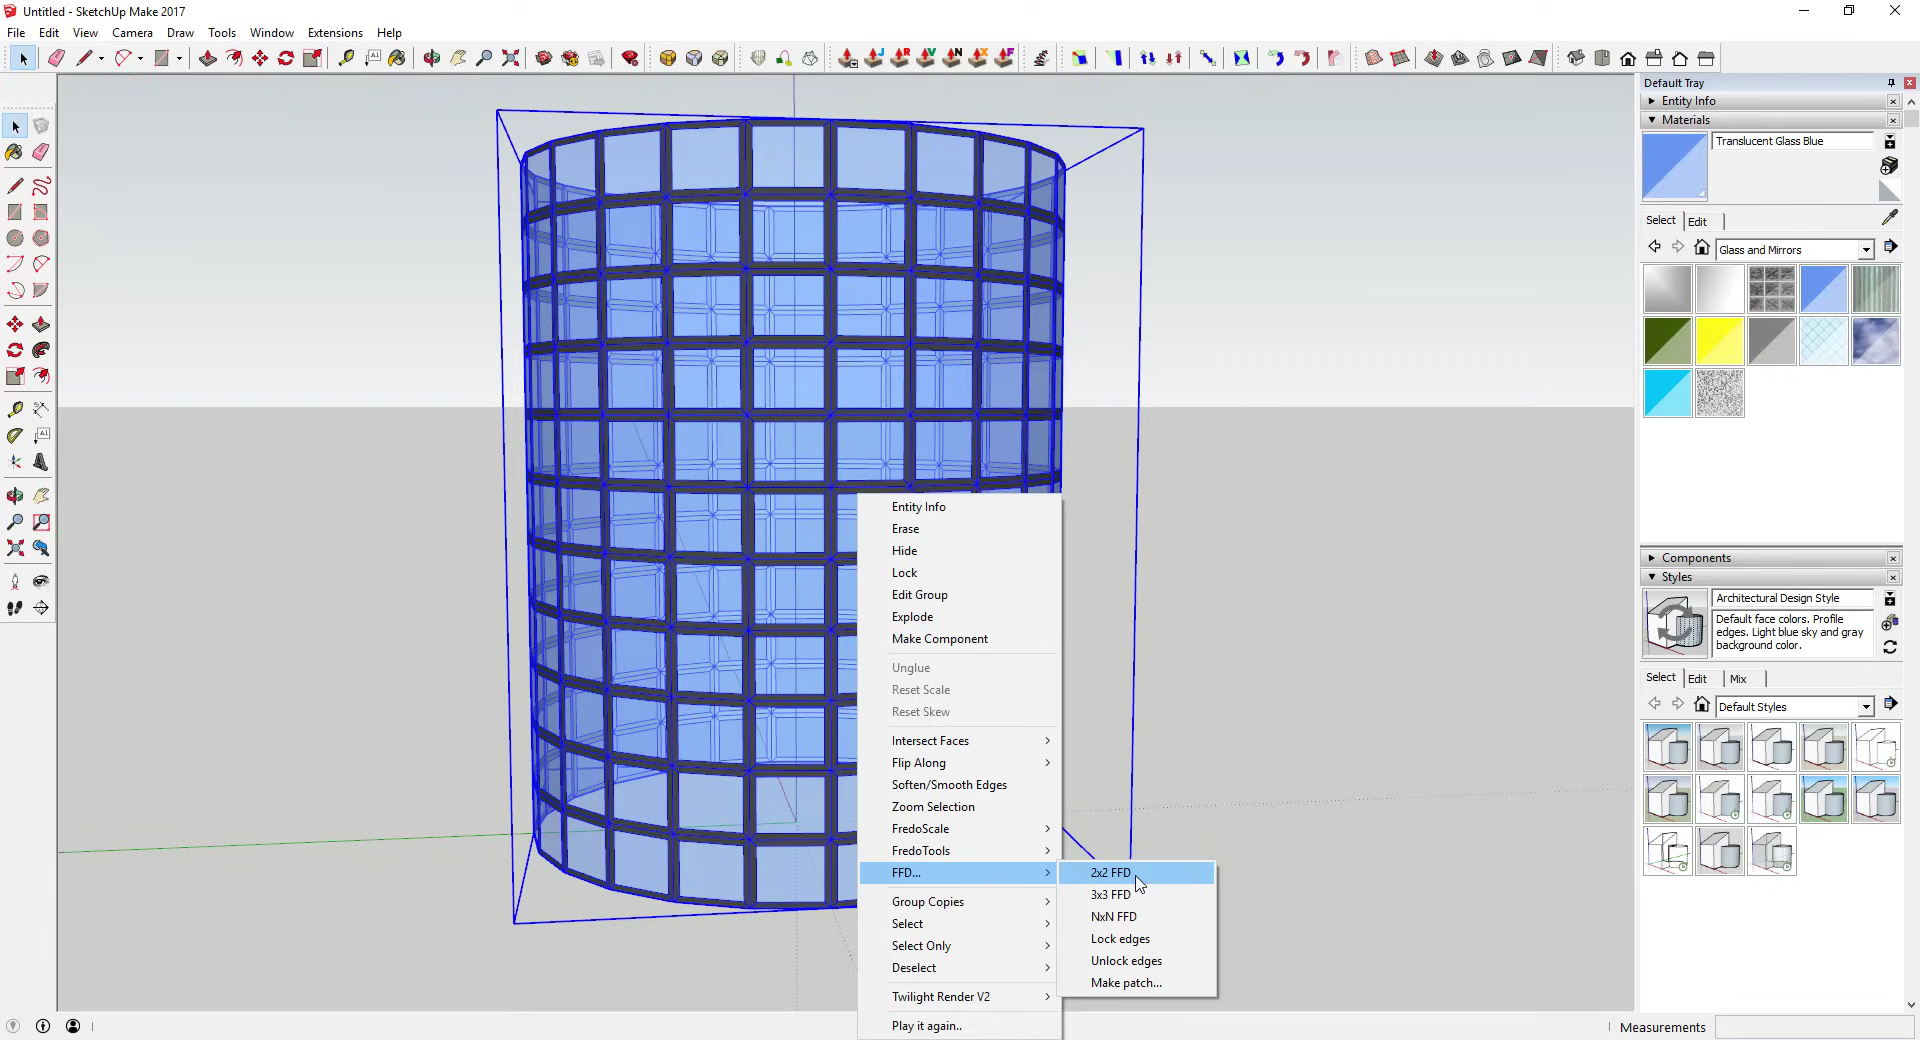 Untitled - SketchUp Make 2017
File Edit View Camera Draw Tools Window Extensions Help
J R V N X F
Default Tray
Entity Info
Materials
Translucent Glass Blue
Select Edit
Glass and Mirrors
Components
Styles
Architectural Design Style
Default face colors. Profile
edges. Light blue sky and gray
background color.
Select Edit Mix
Default Styles
Entity Info
Erase
Hide
Lock
Edit Group
Explode
Make Component
Unglue
Reset Scale
Reset Skew
Intersect Faces
Flip Along
Soften/Smooth Edges
Zoom Selection
FredoScale
FredoTools
FFD...
Group Copies
Select
Select Only
Deselect
Twilight Render V2
Play it again..
2x2 FFD
3x3 FFD
NxN FFD
Lock edges
Unlock edges
Make patch...
Measurements